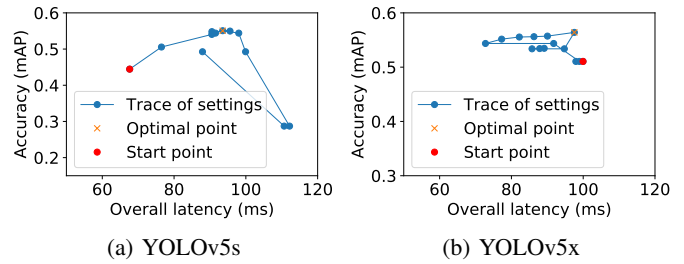 0.6
0.5
0.4
0.3
0.2
Accuracy (mAP)
Trace of settings
Optimal point
Start point
60 80 100 120
Overall latency (ms)
(a) YOLOv5s
0.6
0.5
0.4
0.3
Accuracy (mAP)
Trace of settings
Optimal point
Start point
60 80 100 120
Overall latency (ms)
(b) YOLOv5x